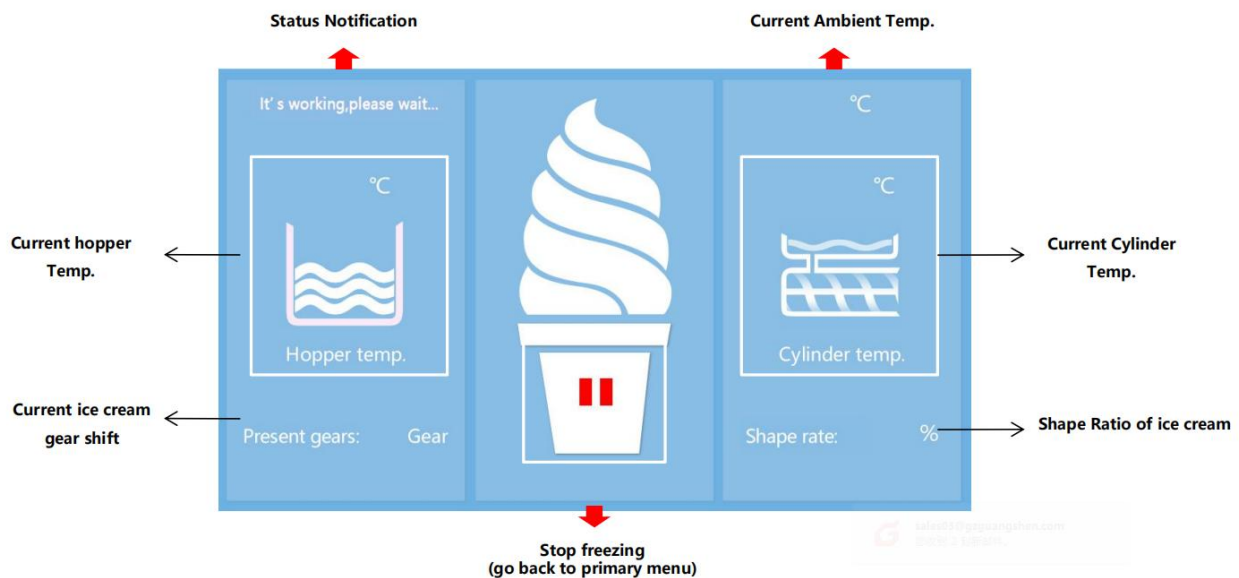 Status Notification
Current Ambient Temp.
It' s working,please wait...
℃
℃
℃
Current hopper
Temp.
Current Cylinder
Temp.
Hopper temp.
Cylinder temp.
Current ice cream
gear shift
Present gears: Gear
Shape rate: %
Shape Ratio of ice cream
Stop freezing
(go back to primary menu)